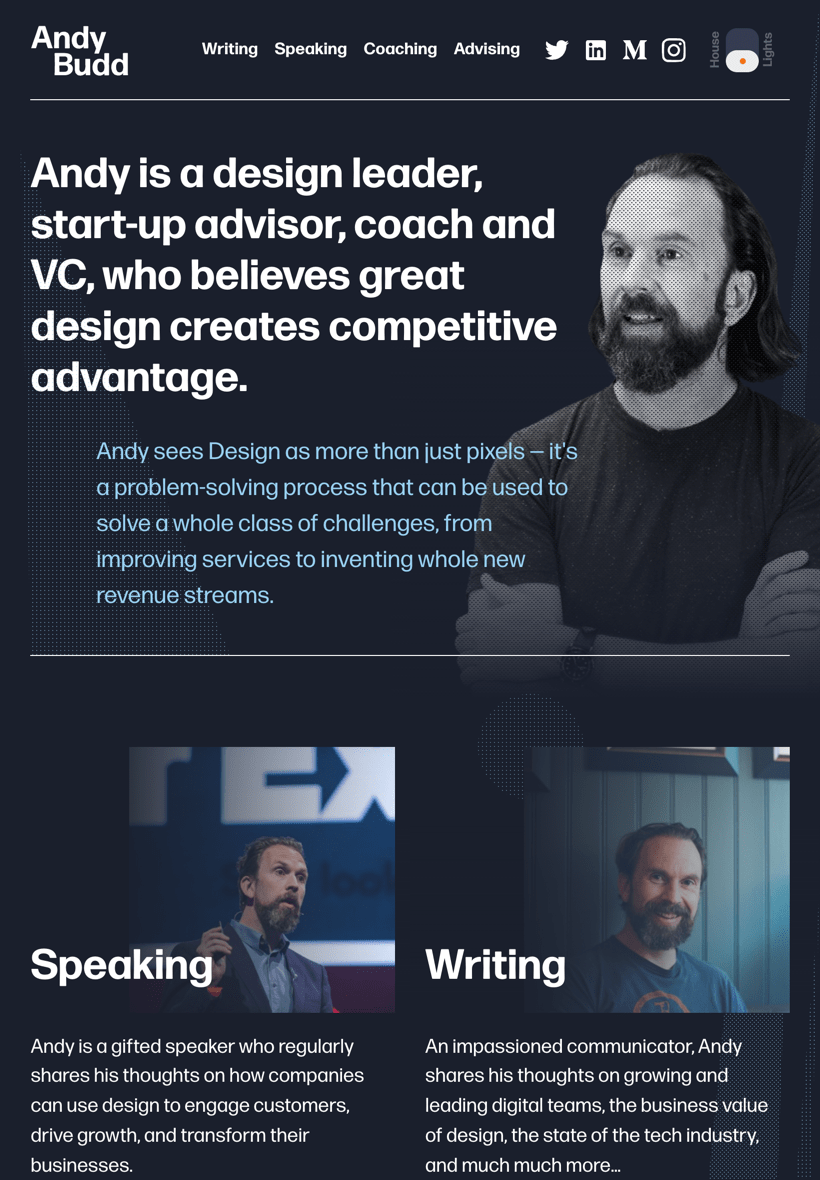 Andy
Budd
Writing Speaking Coaching Advising
House
Lights
Andy is a design leader,
start-up advisor, coach and
VC, who believes great
design creates competitive
advantage.
Andy sees Design as more than just pixels – it's
a problem-solving process that can be used to
solve a whole class of challenges, from
improving services to inventing whole new
revenue streams.
TEX
look
Speaking
Writing
Andy is a gifted speaker who regularly
shares his thoughts on how companies
can use design to engage customers,
drive growth, and transform their
businesses.
An impassioned communicator, Andy
shares his thoughts on growing and
leading digital teams, the business value
of design, the state of the tech industry,
and much much more...